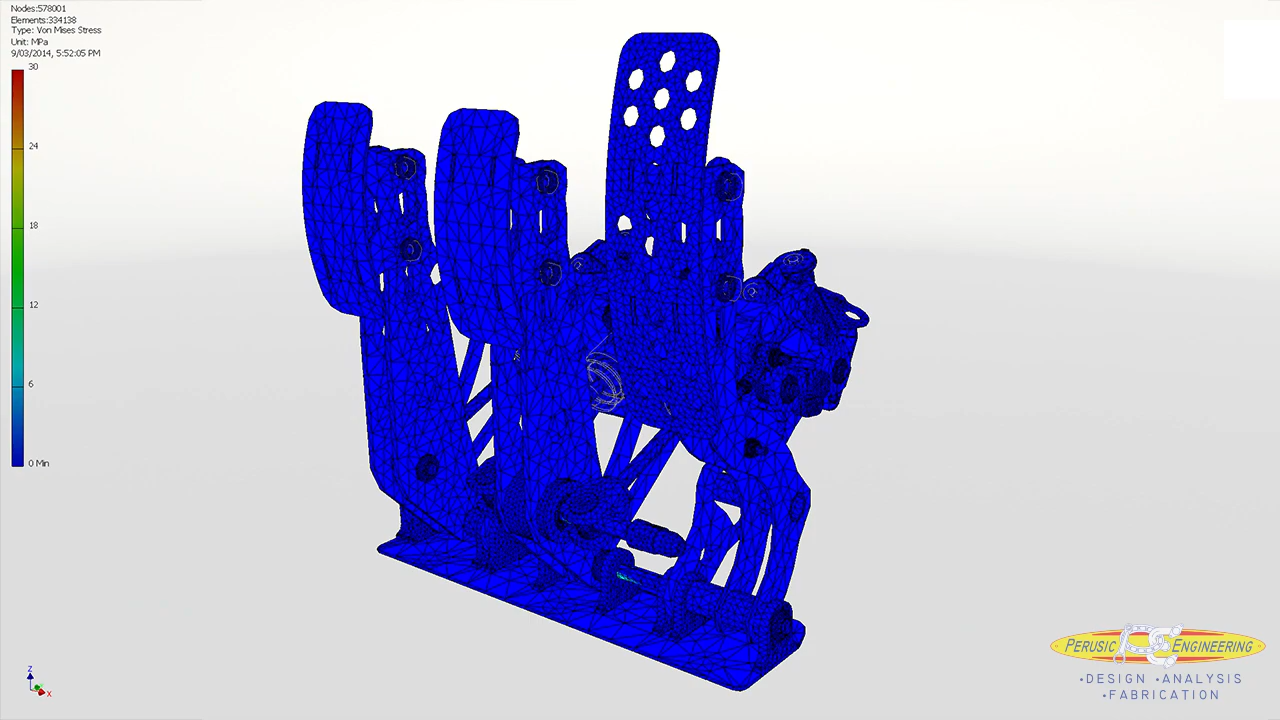 Nodes:578001
Elements:334138
Type: Von Mises Stress
Unit: MPa
9/03/2014, 5:52:05 PM
30
24
18
12
6
0 Min
Z
X
PERUSIC PE ENGINEERING
•DESIGN •ANALYSIS
•FABRICATION